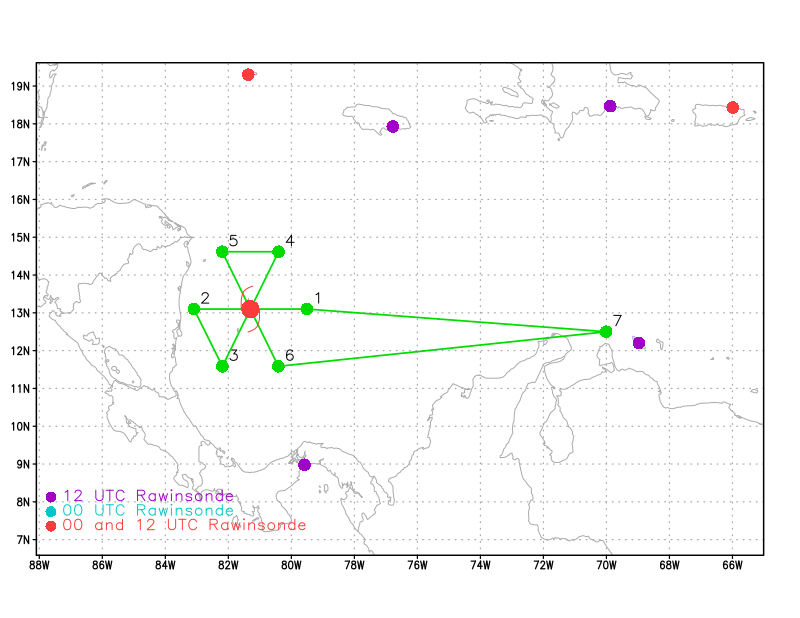 19N
18N
17N
16N
15N
14N
13N
12N
11N
10N
9N
8N
7N
5 4
2 1
7
3 6
12 UTC Rawinsonde
00 UTC Rawinsonde
00 and 12 UTC Rawinsonde
88W 86W 84W 82W 80W 78W 76W 74W 72W 70W 68W 66W